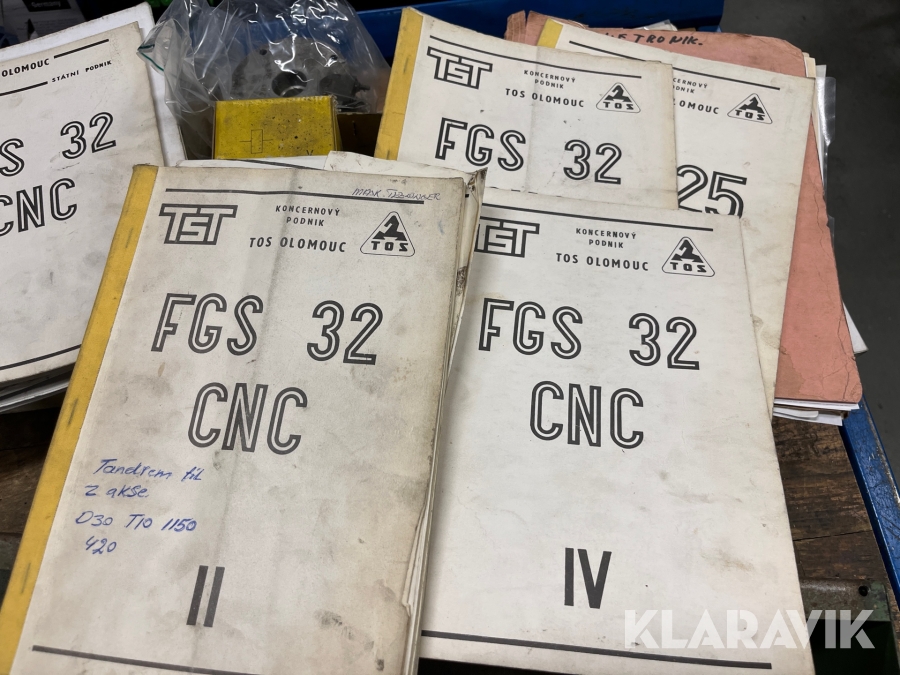 OLOMOUC
STÁTNÍ PODNIK
S 32
CNC
TST
KONCERNOVÝ
PODNIK
TOS OLOMOUC
TOS
FGS 32
OLOMOUC
TOS
25
TST
KONCERNOVÝ
PODNIK
TOS OLOMOUC
TOS
FGS 32
CNC
Tandrem til
Z akse
D30 T10 1150
420
II
TST
KONCERNOVÝ
PODNIK
TOS OLOMOUC
TOS
FGS 32
CNC
IV
KLARAVIK